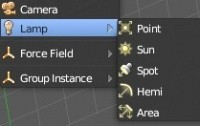 Camera
Lamp
Force Field
Group Instance
Point
Sun
Spot
Hemi
Area